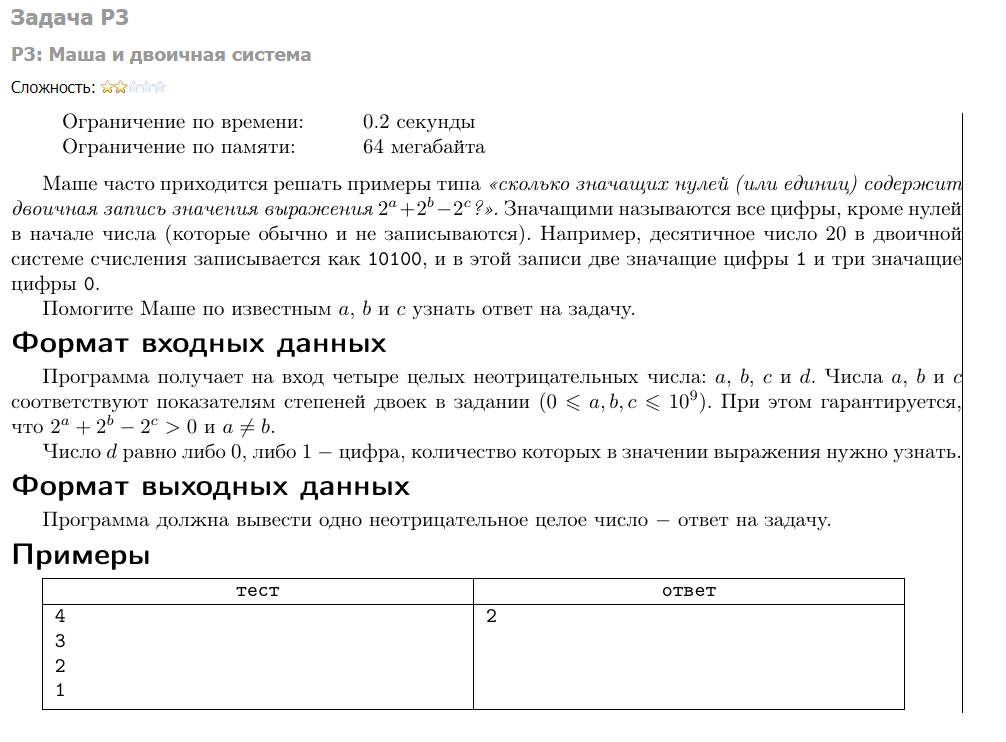 Задача P3
P3: Маша и двоичная система
Сложность:
Ограничение по времени: 0.2 секунды
Ограничение по памяти: 64 мегабайта
Маше часто приходится решать примеры типа «сколько значащих нулей (или единиц) содержит
двоичная запись значения выражения 2^a+2^b−2^c?». Значащими называются все цифры, кроме нулей
в начале числа (которые обычно и не записываются). Например, десятичное число 20 в двоичной
системе счисления записывается как 10100, и в этой записи две значащие цифры 1 и три значащие
цифры 0.
Помогите Маше по известным a, b и c узнать ответ на задачу.
Формат входных данных
Программа получает на вход четыре целых неотрицательных числа: a, b, c и d. Числа a, b и c
соответствуют показателям степеней двоек в задании (0 ⩽ a, b, c ⩽ 10^9). При этом гарантируется,
что 2^a + 2^b − 2^c > 0 и a ≠ b.
Число d равно либо 0, либо 1 — цифра, количество которых в значении выражения нужно узнать.
Формат выходных данных
Программа должна вывести одно неотрицательное целое число — ответ на задачу.
Примеры
тест ответ
4 2
3
2
1